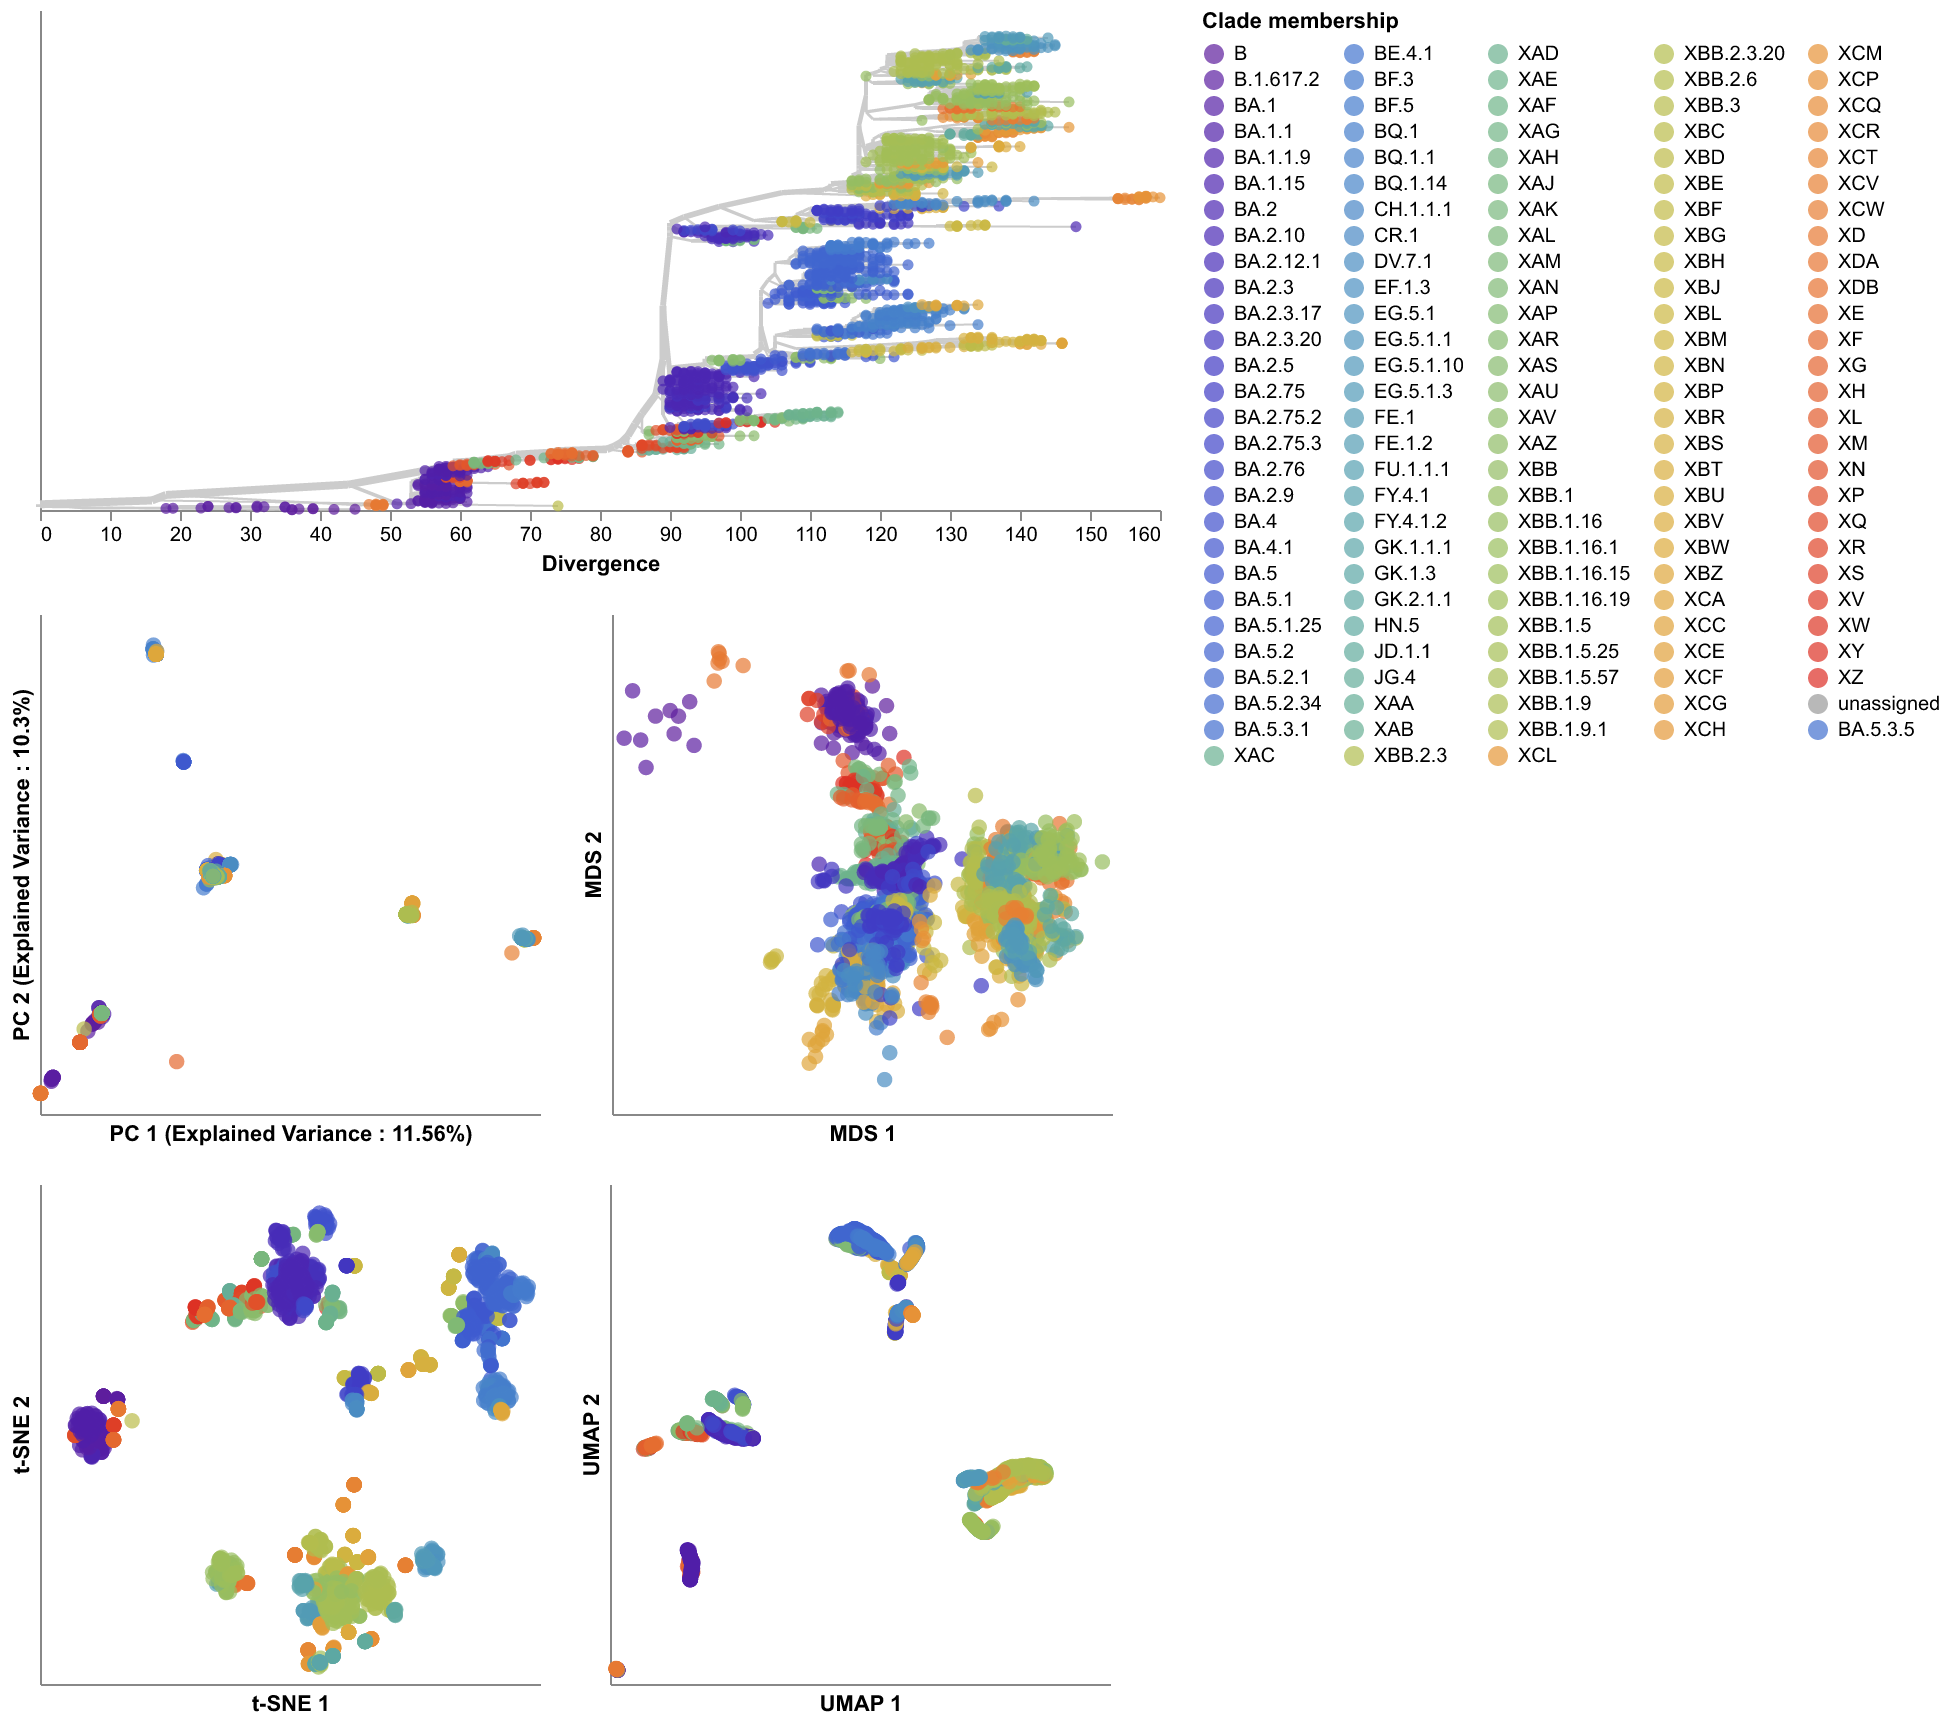 Clade membership
B BE.4.1 XAD XBB.2.3.20 XCM
B.1.617.2 BF.3 XAE XBB.2.6 XCP
BA.1 BF.5 XAF XBB.3 XCQ
BA.1.1 BQ.1 XAG XBC XCR
BA.1.1.9 BQ.1.1 XAH XBD XCT
BA.1.15 BQ.1.14 XAJ XBE XCV
BA.2 CH.1.1.1 XAK XBF XCW
BA.2.10 CR.1 XAL XBG XD
BA.2.12.1 DV.7.1 XAM XBH XDA
BA.2.3 EF.1.3 XAN XBJ XDB
BA.2.3.17 EG.5.1 XAP XBL XE
BA.2.3.20 EG.5.1.1 XAR XBM XF
BA.2.5 EG.5.1.10 XAS XBN XG
BA.2.75 EG.5.1.3 XAU XBP XH
BA.2.75.2 FE.1 XAV XBR XL
BA.2.75.3 FE.1.2 XAZ XBS XM
BA.2.76 FU.1.1.1 XBB XBT XN
BA.2.9 FY.4.1 XBB.1 XBU XP
BA.4 FY.4.1.2 XBB.1.16 XBV XQ
BA.4.1 GK.1.1.1 XBB.1.16.1 XBW XR
BA.5 GK.1.3 XBB.1.16.15 XBZ XS
BA.5.1 GK.2.1.1 XBB.1.16.19 XCA XV
BA.5.1.25 HN.5 XBB.1.5 XCC XW
BA.5.2 JD.1.1 XBB.1.5.25 XCE XY
BA.5.2.1 JG.4 XBB.1.5.57 XCF XZ
BA.5.2.34 XAA XBB.1.9 XCG unassigned
BA.5.3.1 XAB XBB.1.9.1 XCH BA.5.3.5
XAC XBB.2.3 XCL
0 10 20 30 40 50 60 70 80 90 100 110 120 130 140 150 160
Divergence
PC 2 (Explained Variance : 10.3%)
PC 1 (Explained Variance : 11.56%)
MDS 2
MDS 1
t-SNE 2
t-SNE 1
UMAP 2
UMAP 1